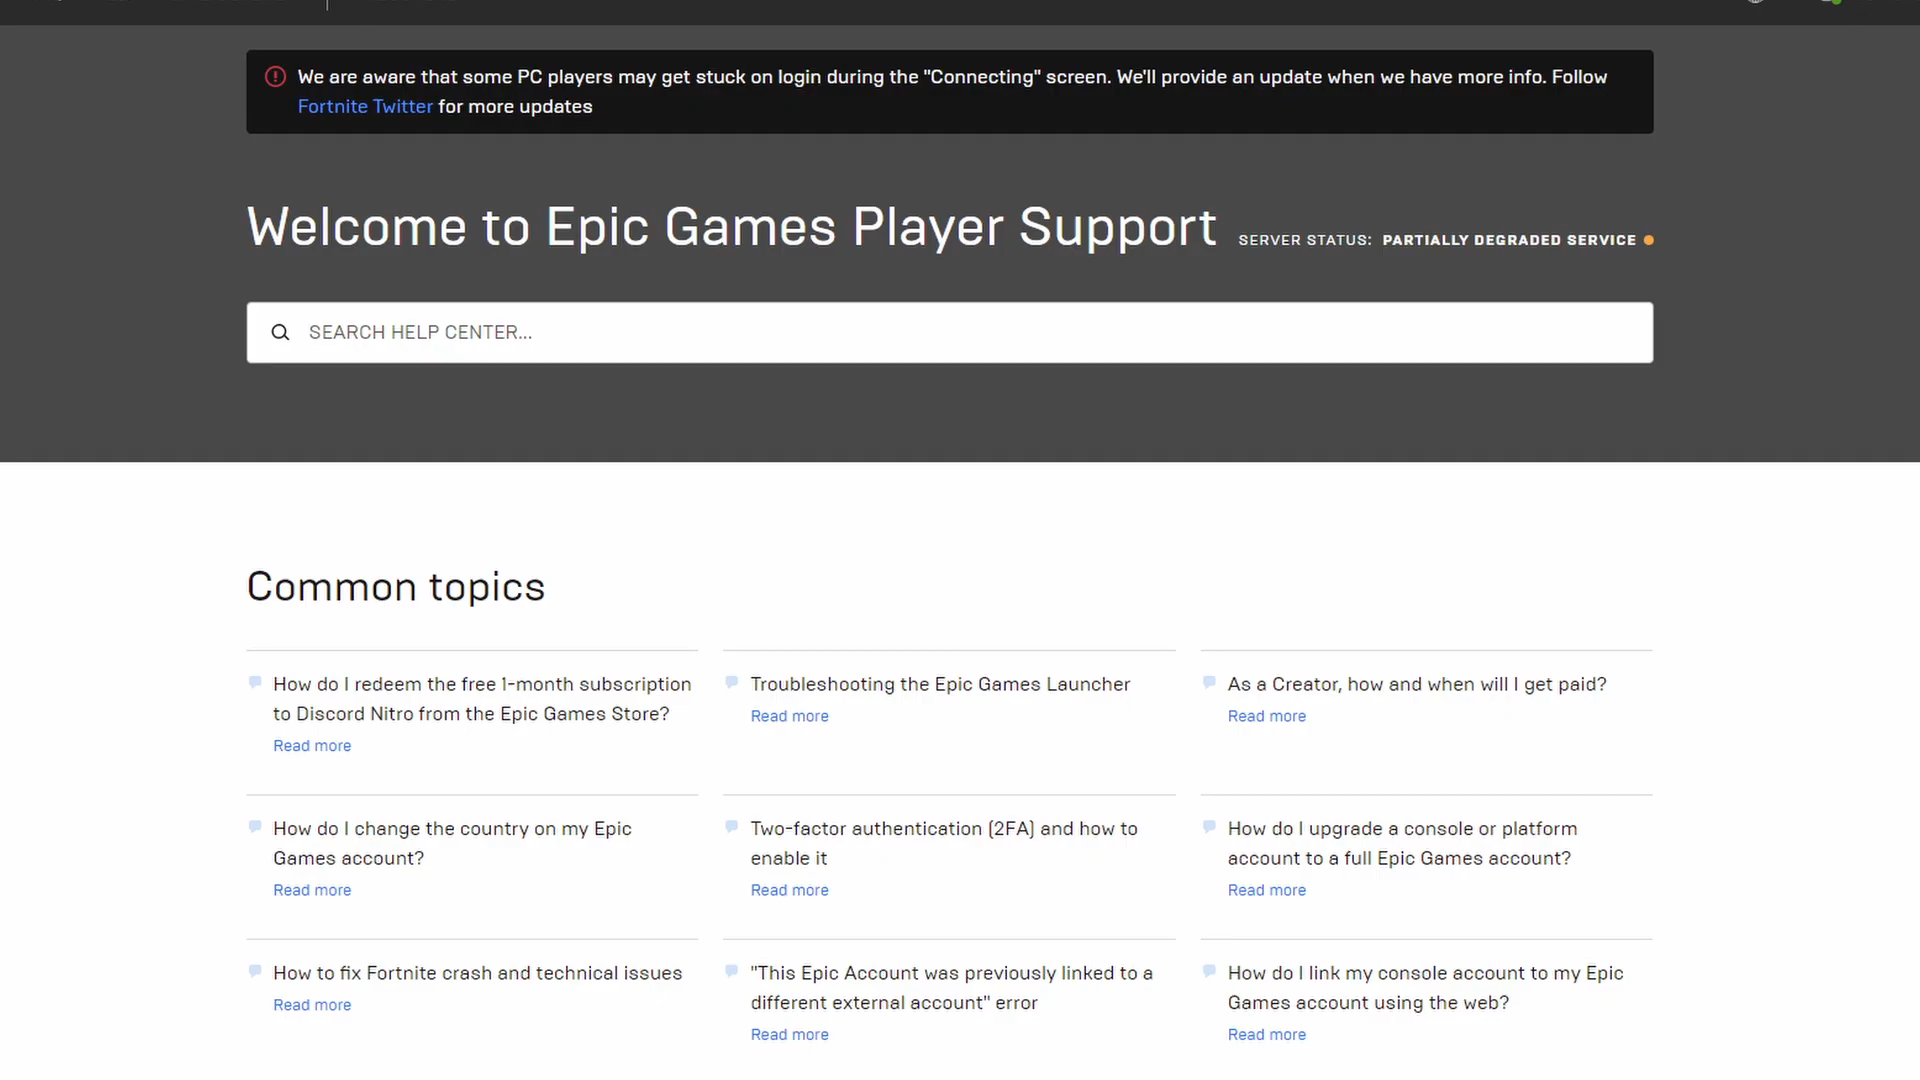 We are aware that some PC players may get stuck on login during the "Connecting" screen. We'll provide an update when we have more info. Follow
Fortnite Twitter for more updates
Welcome to Epic Games Player Support
SERVER STATUS: PARTIALLY DEGRADED SERVICE
SEARCH HELP CENTER...
Common topics
How do I redeem the free 1-month subscription
to Discord Nitro from the Epic Games Store?
Read more
Troubleshooting the Epic Games Launcher
Read more
As a Creator, how and when will I get paid?
Read more
How do I change the country on my Epic
Games account?
Read more
Two-factor authentication (2FA) and how to
enable it
Read more
How do I upgrade a console or platform
account to a full Epic Games account?
Read more
How to fix Fortnite crash and technical issues
Read more
"This Epic Account was previously linked to a
different external account" error
Read more
How do I link my console account to my Epic
Games account using the web?
Read more